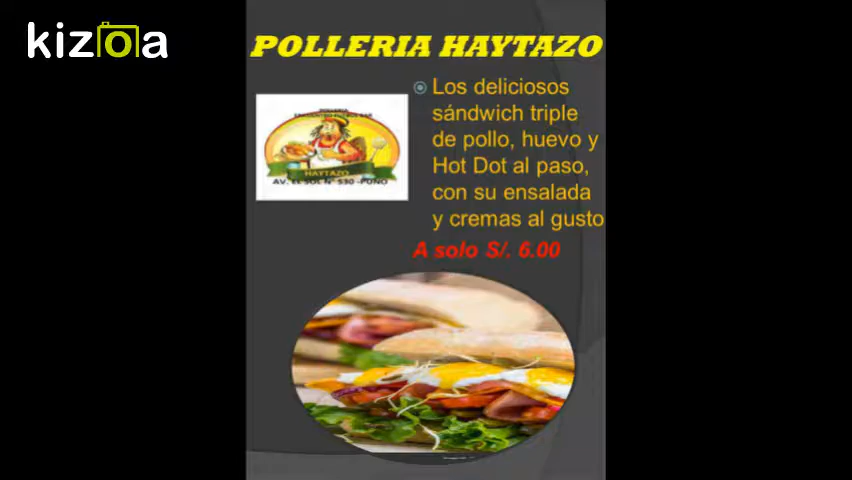 kizoa
POLLERIA HAYTAZO
Los deliciosos
sándwich triple
de pollo, huevo y
Hot Dot al paso,
con su ensalada
y cremas al gusto
A solo S/. 6.00
HAYTAZO
AV. EL SOL N° 530 -PUNO